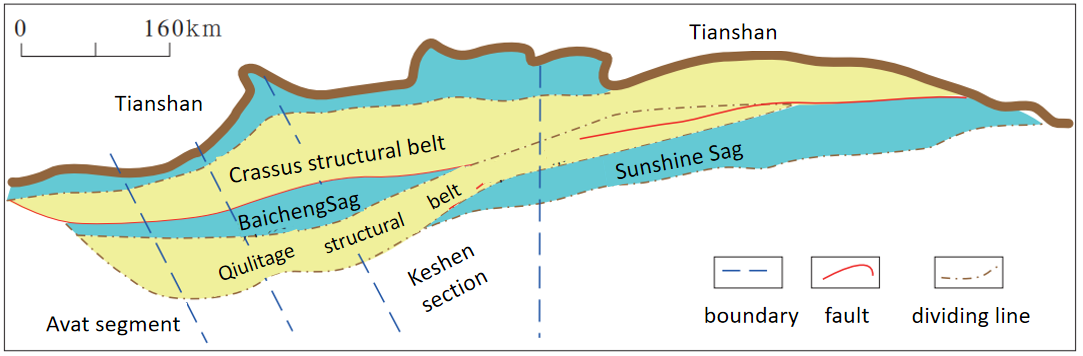 0 160km
Tianshan
Tianshan
Crassus structural belt
Sunshine Sag
BaichengSag
Qiulitage structural belt
Keshen
section
Avat segment
boundary
fault
dividing line